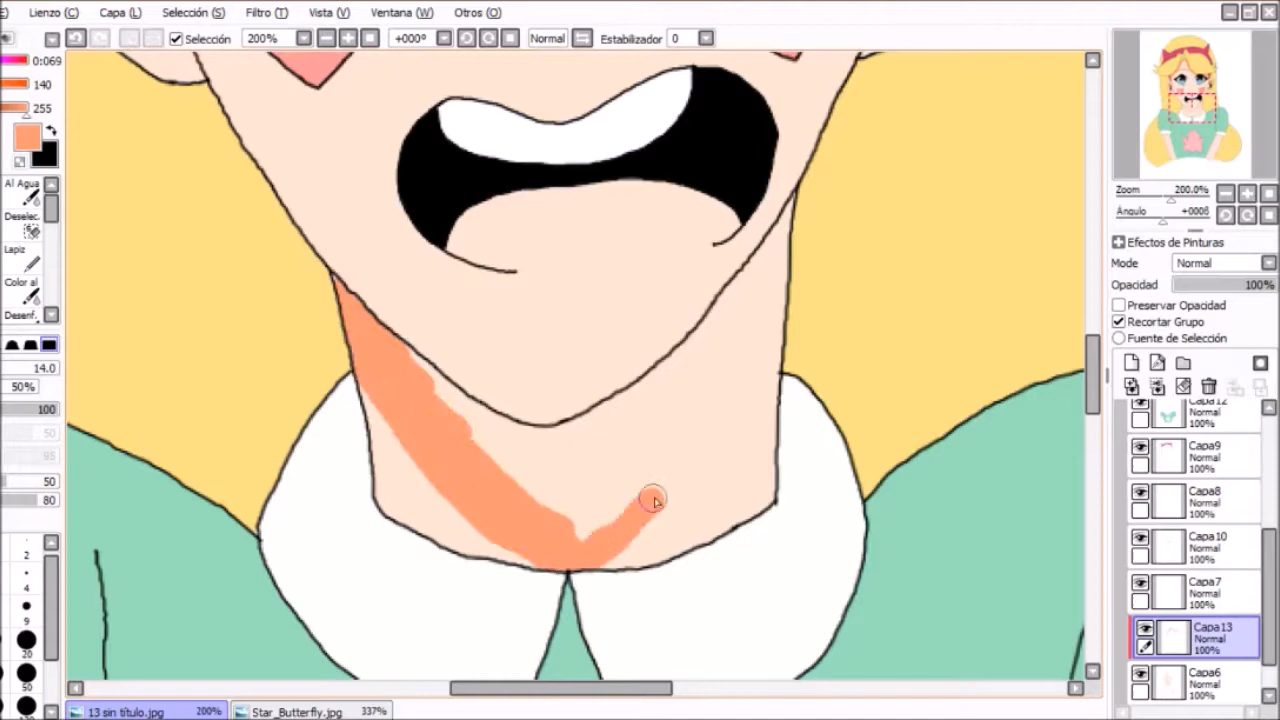 Lienzo (C) Capa (L) Selección (S) Filtro (T) Vista (V) Ventana (W) Otros (O)
Selección 200% +000º Normal Estabilizador 0
0:069
140
255
Al Agua
Deselec.
Lapiz
Color al
Desenf.
14.0
50%
100
50
95
50
80
2
4
9
20
50
Zoom 200.0%
Ángulo +000ß
Efectos de Pinturas
Mode Normal
Opacidad 100%
Preservar Opacidad
Recortar Grupo
Fuente de Selección
Capa12
Normal
100%
Capa9
Normal
100%
Capa8
Normal
100%
Capa10
Normal
100%
Capa7
Normal
100%
Capa13
Normal
100%
Capa6
Normal
100%
13 sin título.jpg 200% Star_Butterfly.jpg 337%